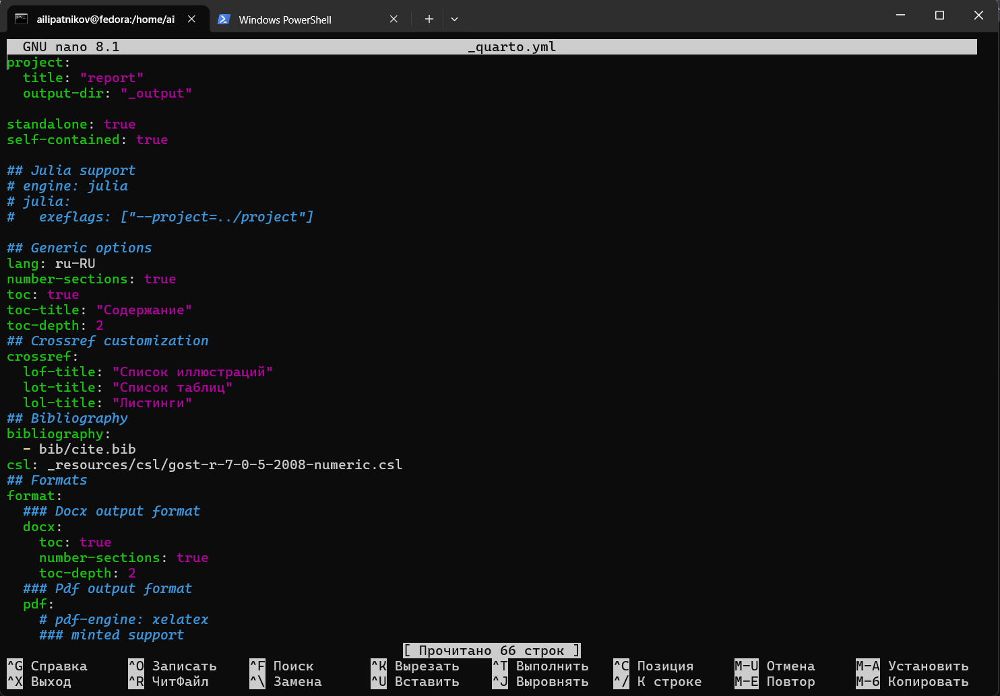 ailipatnikov@fedora:/home/ail
Windows PowerShell
GNU nano 8.1 _quarto.yml
project:
  title: "report"
  output-dir: "_output"

standalone: true
self-contained: true

## Julia support
# engine: julia
# julia:
#   exeflags: ["--project=../project"]

## Generic options
lang: ru-RU
number-sections: true
toc: true
toc-title: "Содержание"
toc-depth: 2
## Crossref customization
crossref:
  lof-title: "Список иллюстраций"
  lot-title: "Список таблиц"
  lol-title: "Листинги"
## Bibliography
bibliography:
  - bib/cite.bib
csl: _resources/csl/gost-r-7-0-5-2008-numeric.csl
## Formats
format:
  ### Docx output format
  docx:
    toc: true
    number-sections: true
    toc-depth: 2
  ### Pdf output format
  pdf:
    # pdf-engine: xelatex
    ### minted support
[ Прочитано 66 строк ]
^G Справка ^O Записать ^F Поиск ^K Вырезать ^T Выполнить ^C Позиция M-U Отмена M-A Установить
^X Выход ^R ЧитФайл ^\ Замена ^U Вставить ^J Выровнять ^/ К строке M-E Повтор M-6 Копировать